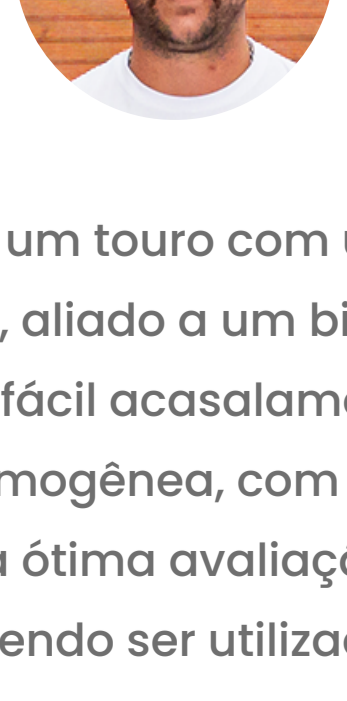 um touro com
, aliado a um bi
fácil acasalam
mogênea, com
ótima avaliaç
endo ser utiliza